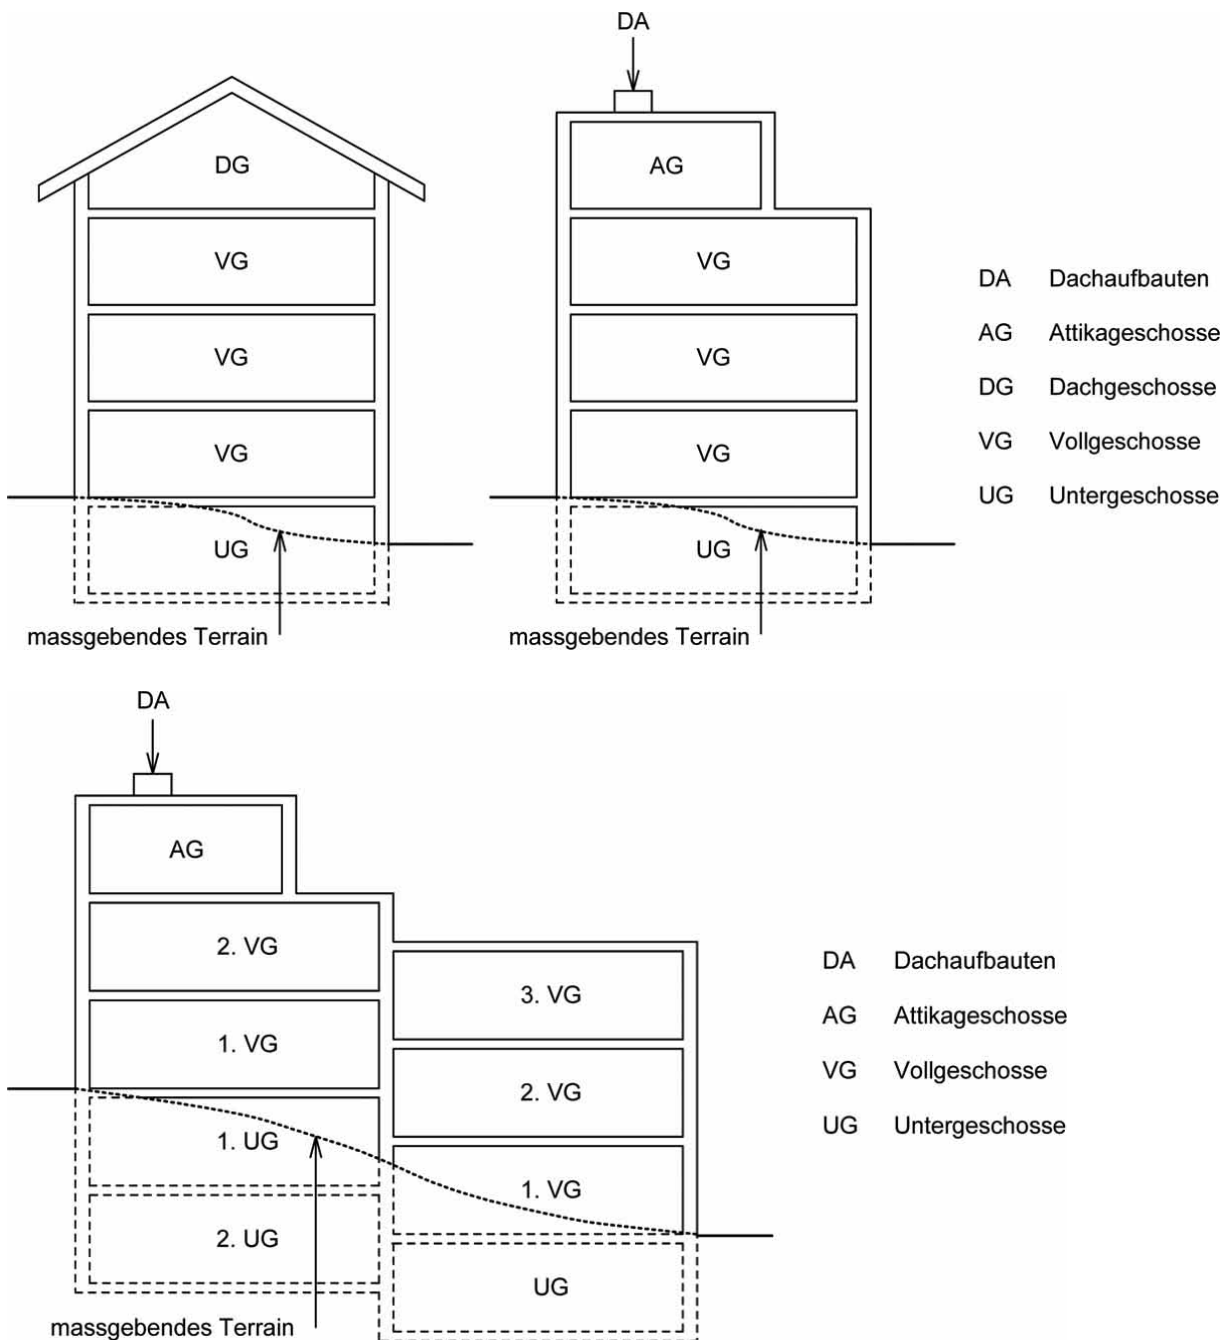 DA
DG
AG
VG
VG
VG
VG
VG
VG
UG
UG
massgebendes Terrain
massgebendes Terrain
DA Dachaufbauten
AG Attikageschosse
DG Dachgeschosse
VG Vollgeschosse
UG Untergeschosse
DA
AG
2. VG
1. VG
1. UG
2. UG
3. VG
2. VG
1. VG
UG
massgebendes Terrain
DA Dachaufbauten
AG Attikageschosse
VG Vollgeschosse
UG Untergeschosse